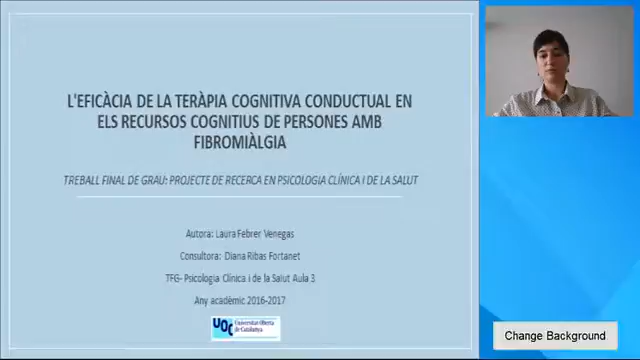 L'EFICÀCIA DE LA TERÀPIA COGNITIVA CONDUCTUAL EN
ELS RECURSOS COGNITIUS DE PERSONES AMB
FIBROMIÀLGIA
TREBALL FINAL DE GRAU: PROJECTE DE RECERCA EN PSICOLOGIA CLÍNICA I DE LA SALUT
Autora: Laura Febrer Venegas
Consultora: Diana Ribas Fortanet
TFG- Psicologia Clínica i de la Salut Aula 3
Any acadèmic 2016-2017
UOC
Universitat Oberta
de Catalunya
Change Background